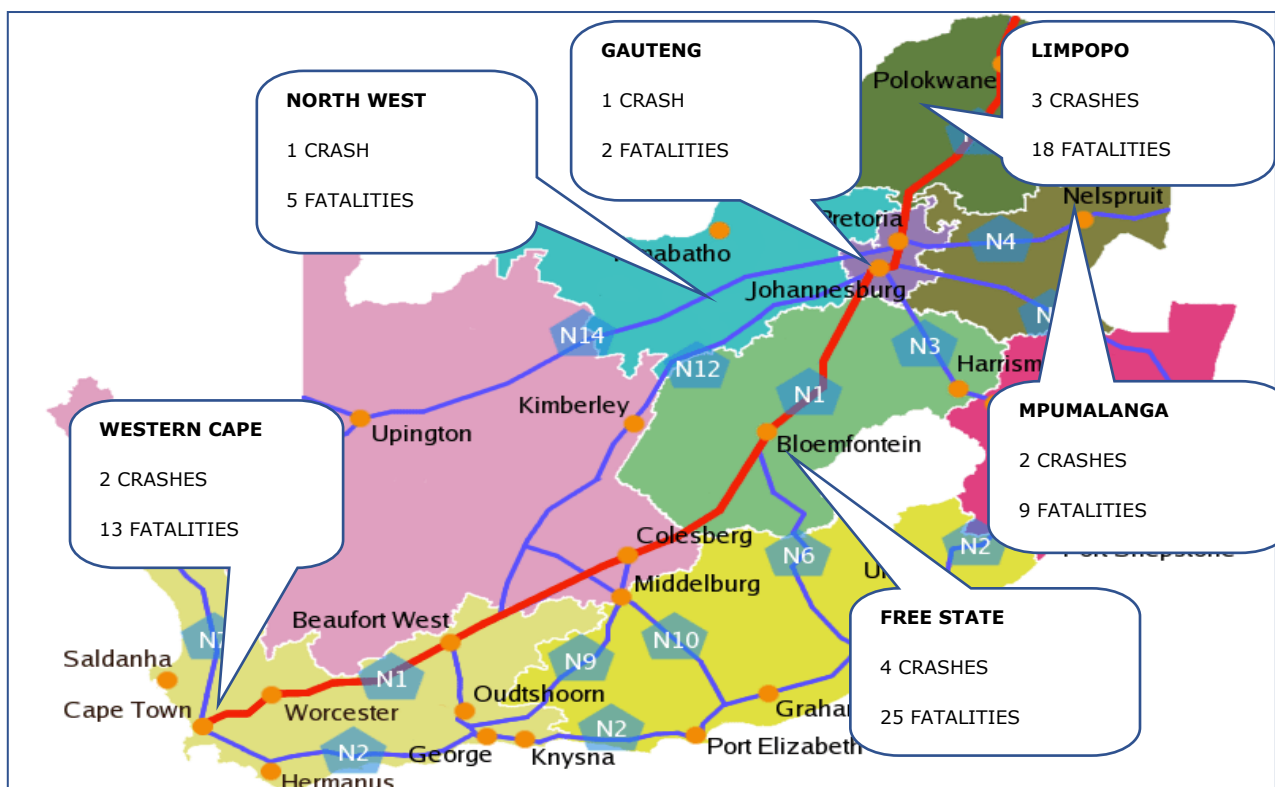 GAUTENG
1 CRASH
2 FATALITIES
LIMPOPO
3 CRASHES
18 FATALITIES
Polokwane
NORTH WEST
1 CRASH
5 FATALITIES
Nelspruit
N4
Johannesburg
N14
N12
N3
N1
Kimberley
Upington
Bloemfontein
MPUMALANGA
2 CRASHES
9 FATALITIES
WESTERN CAPE
2 CRASHES
13 FATALITIES
Colesberg
N6
N2
Middelburg
Beaufort West
FREE STATE
4 CRASHES
25 FATALITIES
N10
N9
N1
Saldanha
Oudtshoorn
Cape Town
Worcester
N2
George
Knysna
N2
Port Elizabeth
Hermanus